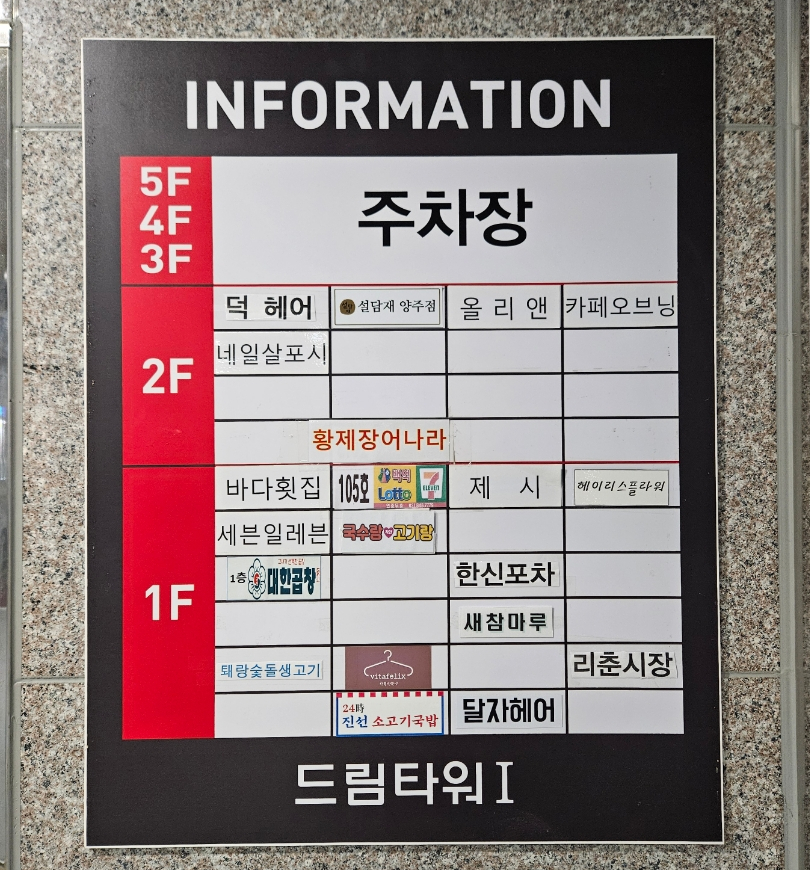 INFORMATION
5F
4F
3F
주차장
2F
덕 헤어
설담재 양주점
올 리 앤
카페오브닝
네일살포시
황제장어나라
1F
바다횟집
105호
Lotto
7 ELEVEN
제 시
헤이리스플라워
세븐일레븐
국수랑 고기랑
1층
대한곱창
한신포차
새참마루
퇘랑숯돌생고기
vitafelix
리춘시장
24時
진선 소고기국밥
달자헤어
드림타워 I